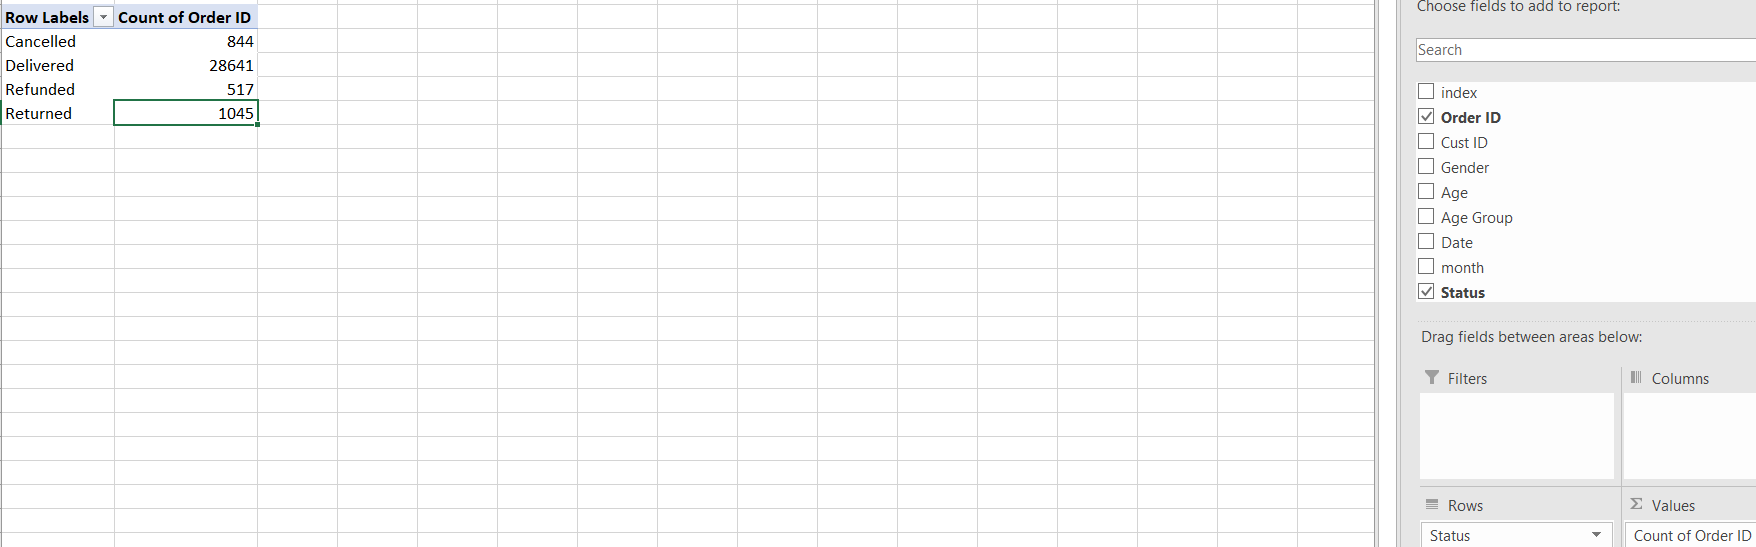 Row Labels Count of Order ID
Cancelled 844
Delivered 28641
Refunded 517
Returned 1045
Choose fields to add to report:
Search
index
Order ID
Cust ID
Gender
Age
Age Group
Date
month
Status
Drag fields between areas below:
Filters
Columns
Rows
Values
Status
Count of Order ID